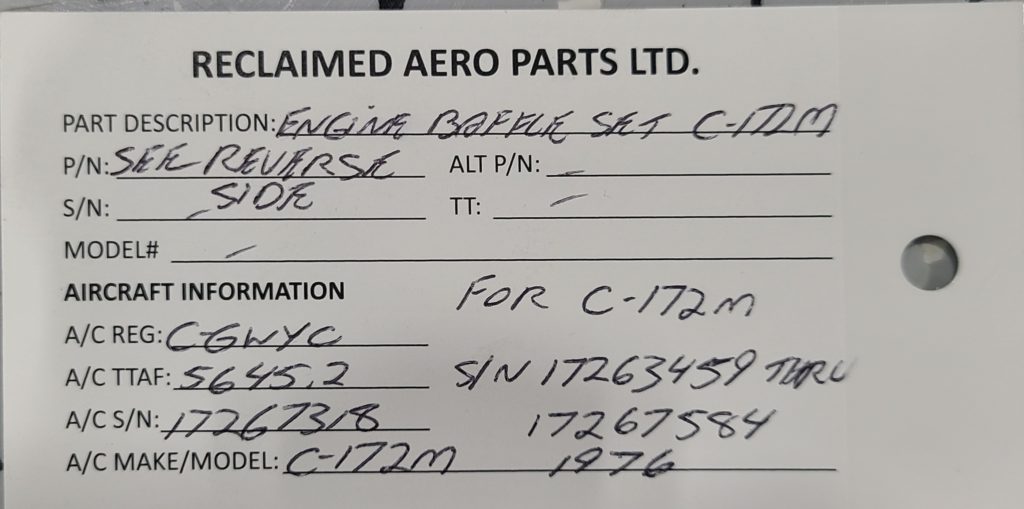 RECLAIMED AERO PARTS LTD.
PART DESCRIPTION: ENGINE BAFFLE SET C-172M
P/N: SEE REVERSE ALT P/N: –
S/N: – SIDE TT: –
MODEL# –
AIRCRAFT INFORMATION FOR C-172M
A/C REG: C-GWYC
A/C TTAF: 5645.2 S/N 17263459 THRU
A/C S/N: 17267318 17267584
A/C MAKE/MODEL: C-172M 1976